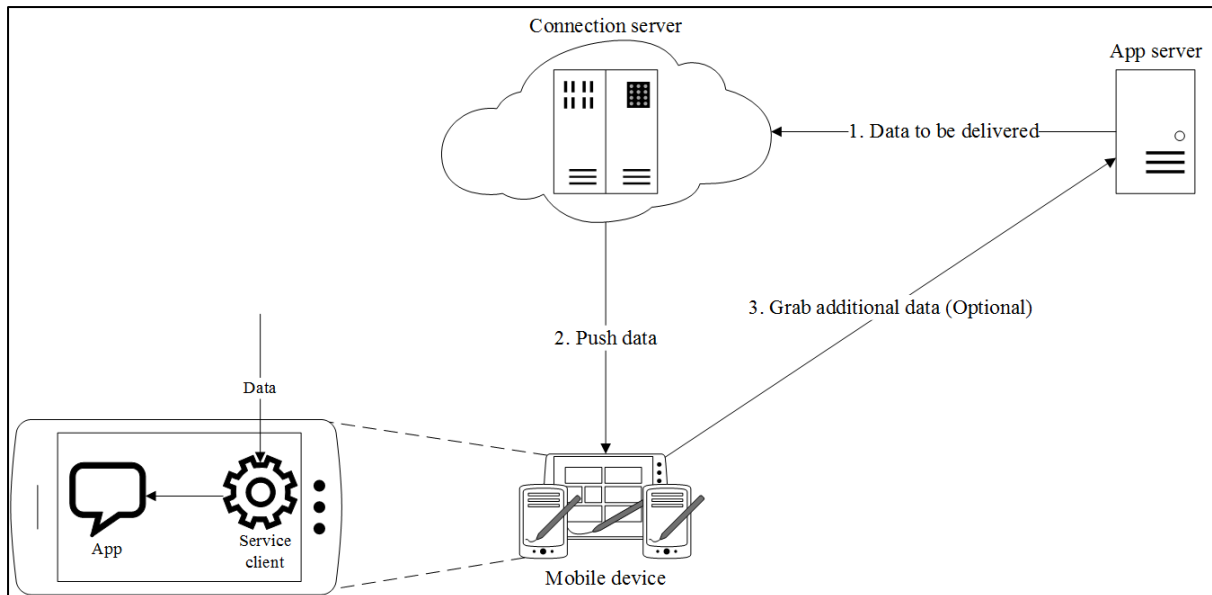 Connection server
App server
1. Data to be delivered
3. Grab additional data (Optional)
2. Push data
Data
App
Service
client
Mobile device